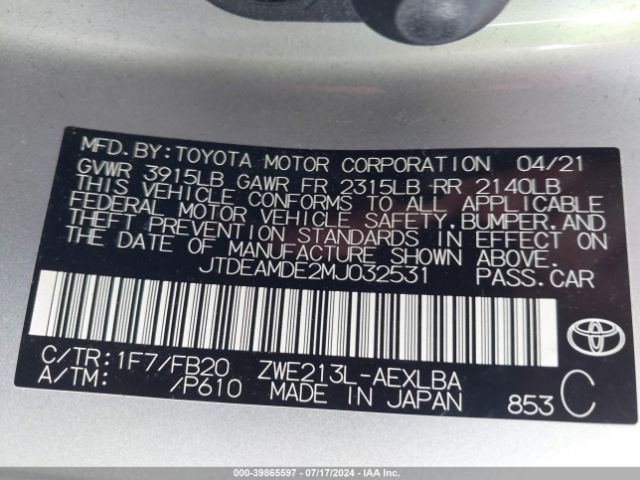 MFD. BY: TOYOTA MOTOR CORPORATION 04/21
GVWR 3915LB GAWR FR 2315LB RR 2140LB
THIS VEHICLE CONFORMS TO ALL APPLICABLE
FEDERAL MOTOR VEHICLE SAFETY, BUMPER, AND
THEFT PREVENTION STANDARDS IN EFFECT ON
THE DATE OF MANUFACTURE SHOWN ABOVE.
JTDEAMDE2MJ032531 PASS.CAR
C/TR: 1F7/FB20 ZWE213L-AEXLBA
A/TM: /P610 MADE IN JAPAN 853 C
TOYOTA
000-39865597 - 07/17/2024 - IAA, Inc.